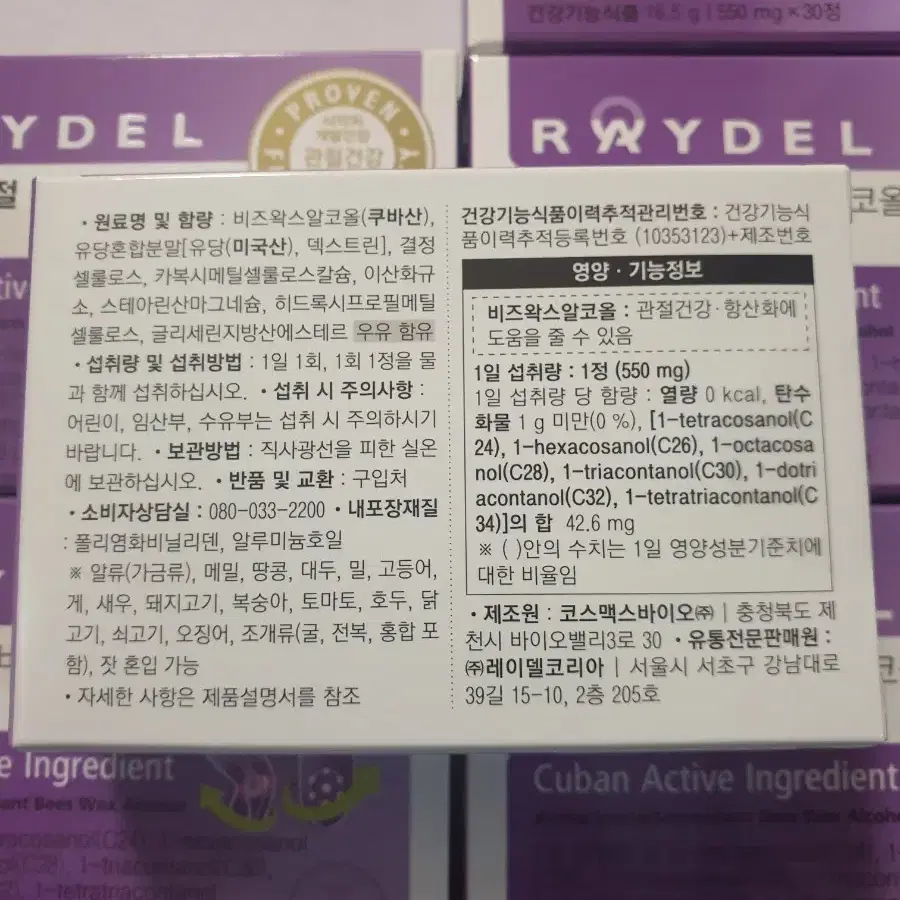 건강기능식품 16.5 g | 550 mg×30정
YDEL
PROVEN
관절건강
RAYDEL
절
코올
• 원료명 및 함량 : 비즈왁스알코올(쿠바산),
유당혼합분말[유당(미국산), 덱스트린], 결정
셀룰로스, 카복시메틸셀룰로스칼슘, 이산화규
소, 스테아린산마그네슘, 히드록시프로필메틸
셀룰로스, 글리세린지방산에스테르 우유 함유
• 섭취량 및 섭취방법 : 1일 1회, 1회 1정을 물
과 함께 섭취하십시오. • 섭취 시 주의사항 :
어린이, 임산부, 수유부는 섭취 시 주의하시기
바랍니다. • 보관방법 : 직사광선을 피한 실온
에 보관하십시오. • 반품 및 교환 : 구입처
• 소비자상담실 : 080-033-2200 • 내포장재질
: 폴리염화비닐리덴, 알루미늄호일
※ 알류(가금류), 메밀, 땅콩, 대두, 밀, 고등어,
게, 새우, 돼지고기, 복숭아, 토마토, 호두, 닭
고기, 쇠고기, 오징어, 조개류(굴, 전복, 홍합 포
함), 잣 혼입 가능
• 자세한 사항은 제품설명서를 참조
건강기능식품이력추적관리번호 : 건강기능식
품이력추적등록번호 (10353123)+제조번호
영양 · 기능정보
비즈왁스알코올 : 관절건강·항산화에
도움을 줄 수 있음
1일 섭취량 : 1정 (550 mg)
1일 섭취량 당 함량 : 열량 0 kcal, 탄수
화물 1 g 미만(0 %), [1-tetracosanol(C
24), 1-hexacosanol(C26), 1-octacosa
nol(C28), 1-triacontanol(C30), 1-dotri
acontanol(C32), 1-tetratriacontanol(C
34)]의 합 42.6 mg
※ ( )안의 수치는 1일 영양성분기준치에
대한 비율임
• 제조원 : 코스맥스바이오㈜ | 충청북도 제
천시 바이오밸리3로 30 • 유통전문판매원 :
㈜레이델코리아 | 서울시 서초구 강남대로
39길 15-10, 2층 205호
e Ingredient
Cuban Active Ingredient
1-tetratriacontanol